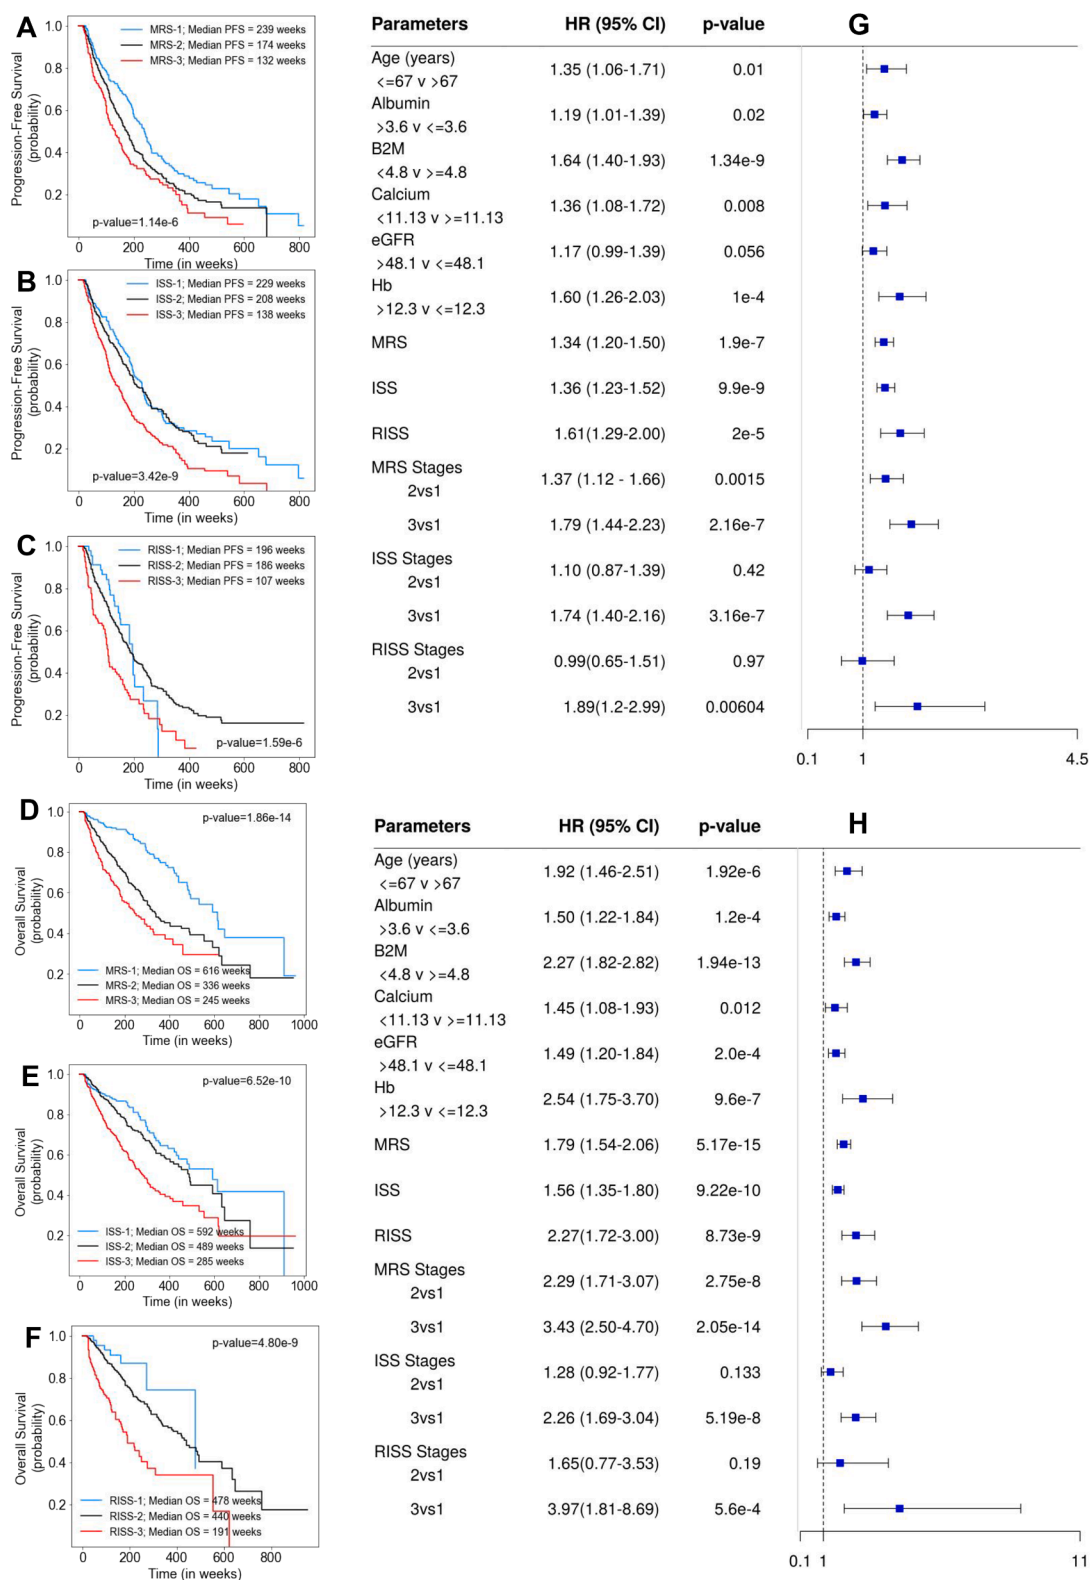 A
MRS-1; Median PFS = 239 weeks
MRS-2; Median PFS = 174 weeks
MRS-3; Median PFS = 132 weeks
Progression-Free Survival
(probability)
1.0
0.8
0.6
0.4
0.2
p-value=1.14e-6
0 200 400 600 800
Time (in weeks)
B
ISS-1; Median PFS = 229 weeks
ISS-2; Median PFS = 208 weeks
ISS-3; Median PFS = 138 weeks
Progression-Free Survival
(probability)
1.0
0.8
0.6
0.4
0.2
p-value=3.42e-9
0 200 400 600 800
Time (in weeks)
C
RISS-1; Median PFS = 196 weeks
RISS-2; Median PFS = 186 weeks
RISS-3; Median PFS = 107 weeks
Progression-Free Survival
(probability)
1.0
0.8
0.6
0.4
0.2
p-value=1.59e-6
0 200 400 600 800
Time (in weeks)
D
p-value=1.86e-14
Overall Survival
(probability)
1.0
0.8
0.6
0.4
0.2
MRS-1; Median OS = 616 weeks
MRS-2; Median OS = 336 weeks
MRS-3; Median OS = 245 weeks
0 200 400 600 800 1000
Time (in weeks)
E
p-value=6.52e-10
Overall Survival
(probability)
1.0
0.8
0.6
0.4
0.2
ISS-1; Median OS = 592 weeks
ISS-2; Median OS = 489 weeks
ISS-3; Median OS = 285 weeks
0 200 400 600 800 1000
Time (in weeks)
F
p-value=4.80e-9
Overall Survival
(probability)
1.0
0.8
0.6
0.4
0.2
RISS-1; Median OS = 478 weeks
RISS-2; Median OS = 440 weeks
RISS-3; Median OS = 191 weeks
0 200 400 600 800
Time (in weeks)
Parameters HR (95% CI) p-value G
Age (years)
<=67 v >67 1.35 (1.06-1.71) 0.01
Albumin
>3.6 v <=3.6 1.19 (1.01-1.39) 0.02
B2M
<4.8 v >=4.8 1.64 (1.40-1.93) 1.34e-9
Calcium
<11.13 v >=11.13 1.36 (1.08-1.72) 0.008
eGFR
>48.1 v <=48.1 1.17 (0.99-1.39) 0.056
Hb
>12.3 v <=12.3 1.60 (1.26-2.03) 1e-4
MRS 1.34 (1.20-1.50) 1.9e-7
ISS 1.36 (1.23-1.52) 9.9e-9
RISS 1.61(1.29-2.00) 2e-5
MRS Stages
2vs1 1.37 (1.12 - 1.66) 0.0015
3vs1 1.79 (1.44-2.23) 2.16e-7
ISS Stages
2vs1 1.10 (0.87-1.39) 0.42
3vs1 1.74 (1.40-2.16) 3.16e-7
RISS Stages
2vs1 0.99(0.65-1.51) 0.97
3vs1 1.89(1.2-2.99) 0.00604
0.1 1 4.5
Parameters HR (95% CI) p-value H
Age (years)
<=67 v >67 1.92 (1.46-2.51) 1.92e-6
Albumin
>3.6 v <=3.6 1.50 (1.22-1.84) 1.2e-4
B2M
<4.8 v >=4.8 2.27 (1.82-2.82) 1.94e-13
Calcium
<11.13 v >=11.13 1.45 (1.08-1.93) 0.012
eGFR
>48.1 v <=48.1 1.49 (1.20-1.84) 2.0e-4
Hb
>12.3 v <=12.3 2.54 (1.75-3.70) 9.6e-7
MRS 1.79 (1.54-2.06) 5.17e-15
ISS 1.56 (1.35-1.80) 9.22e-10
RISS 2.27(1.72-3.00) 8.73e-9
MRS Stages
2vs1 2.29 (1.71-3.07) 2.75e-8
3vs1 3.43 (2.50-4.70) 2.05e-14
ISS Stages
2vs1 1.28 (0.92-1.77) 0.133
3vs1 2.26 (1.69-3.04) 5.19e-8
RISS Stages
2vs1 1.65(0.77-3.53) 0.19
3vs1 3.97(1.81-8.69) 5.6e-4
0.1 1 11